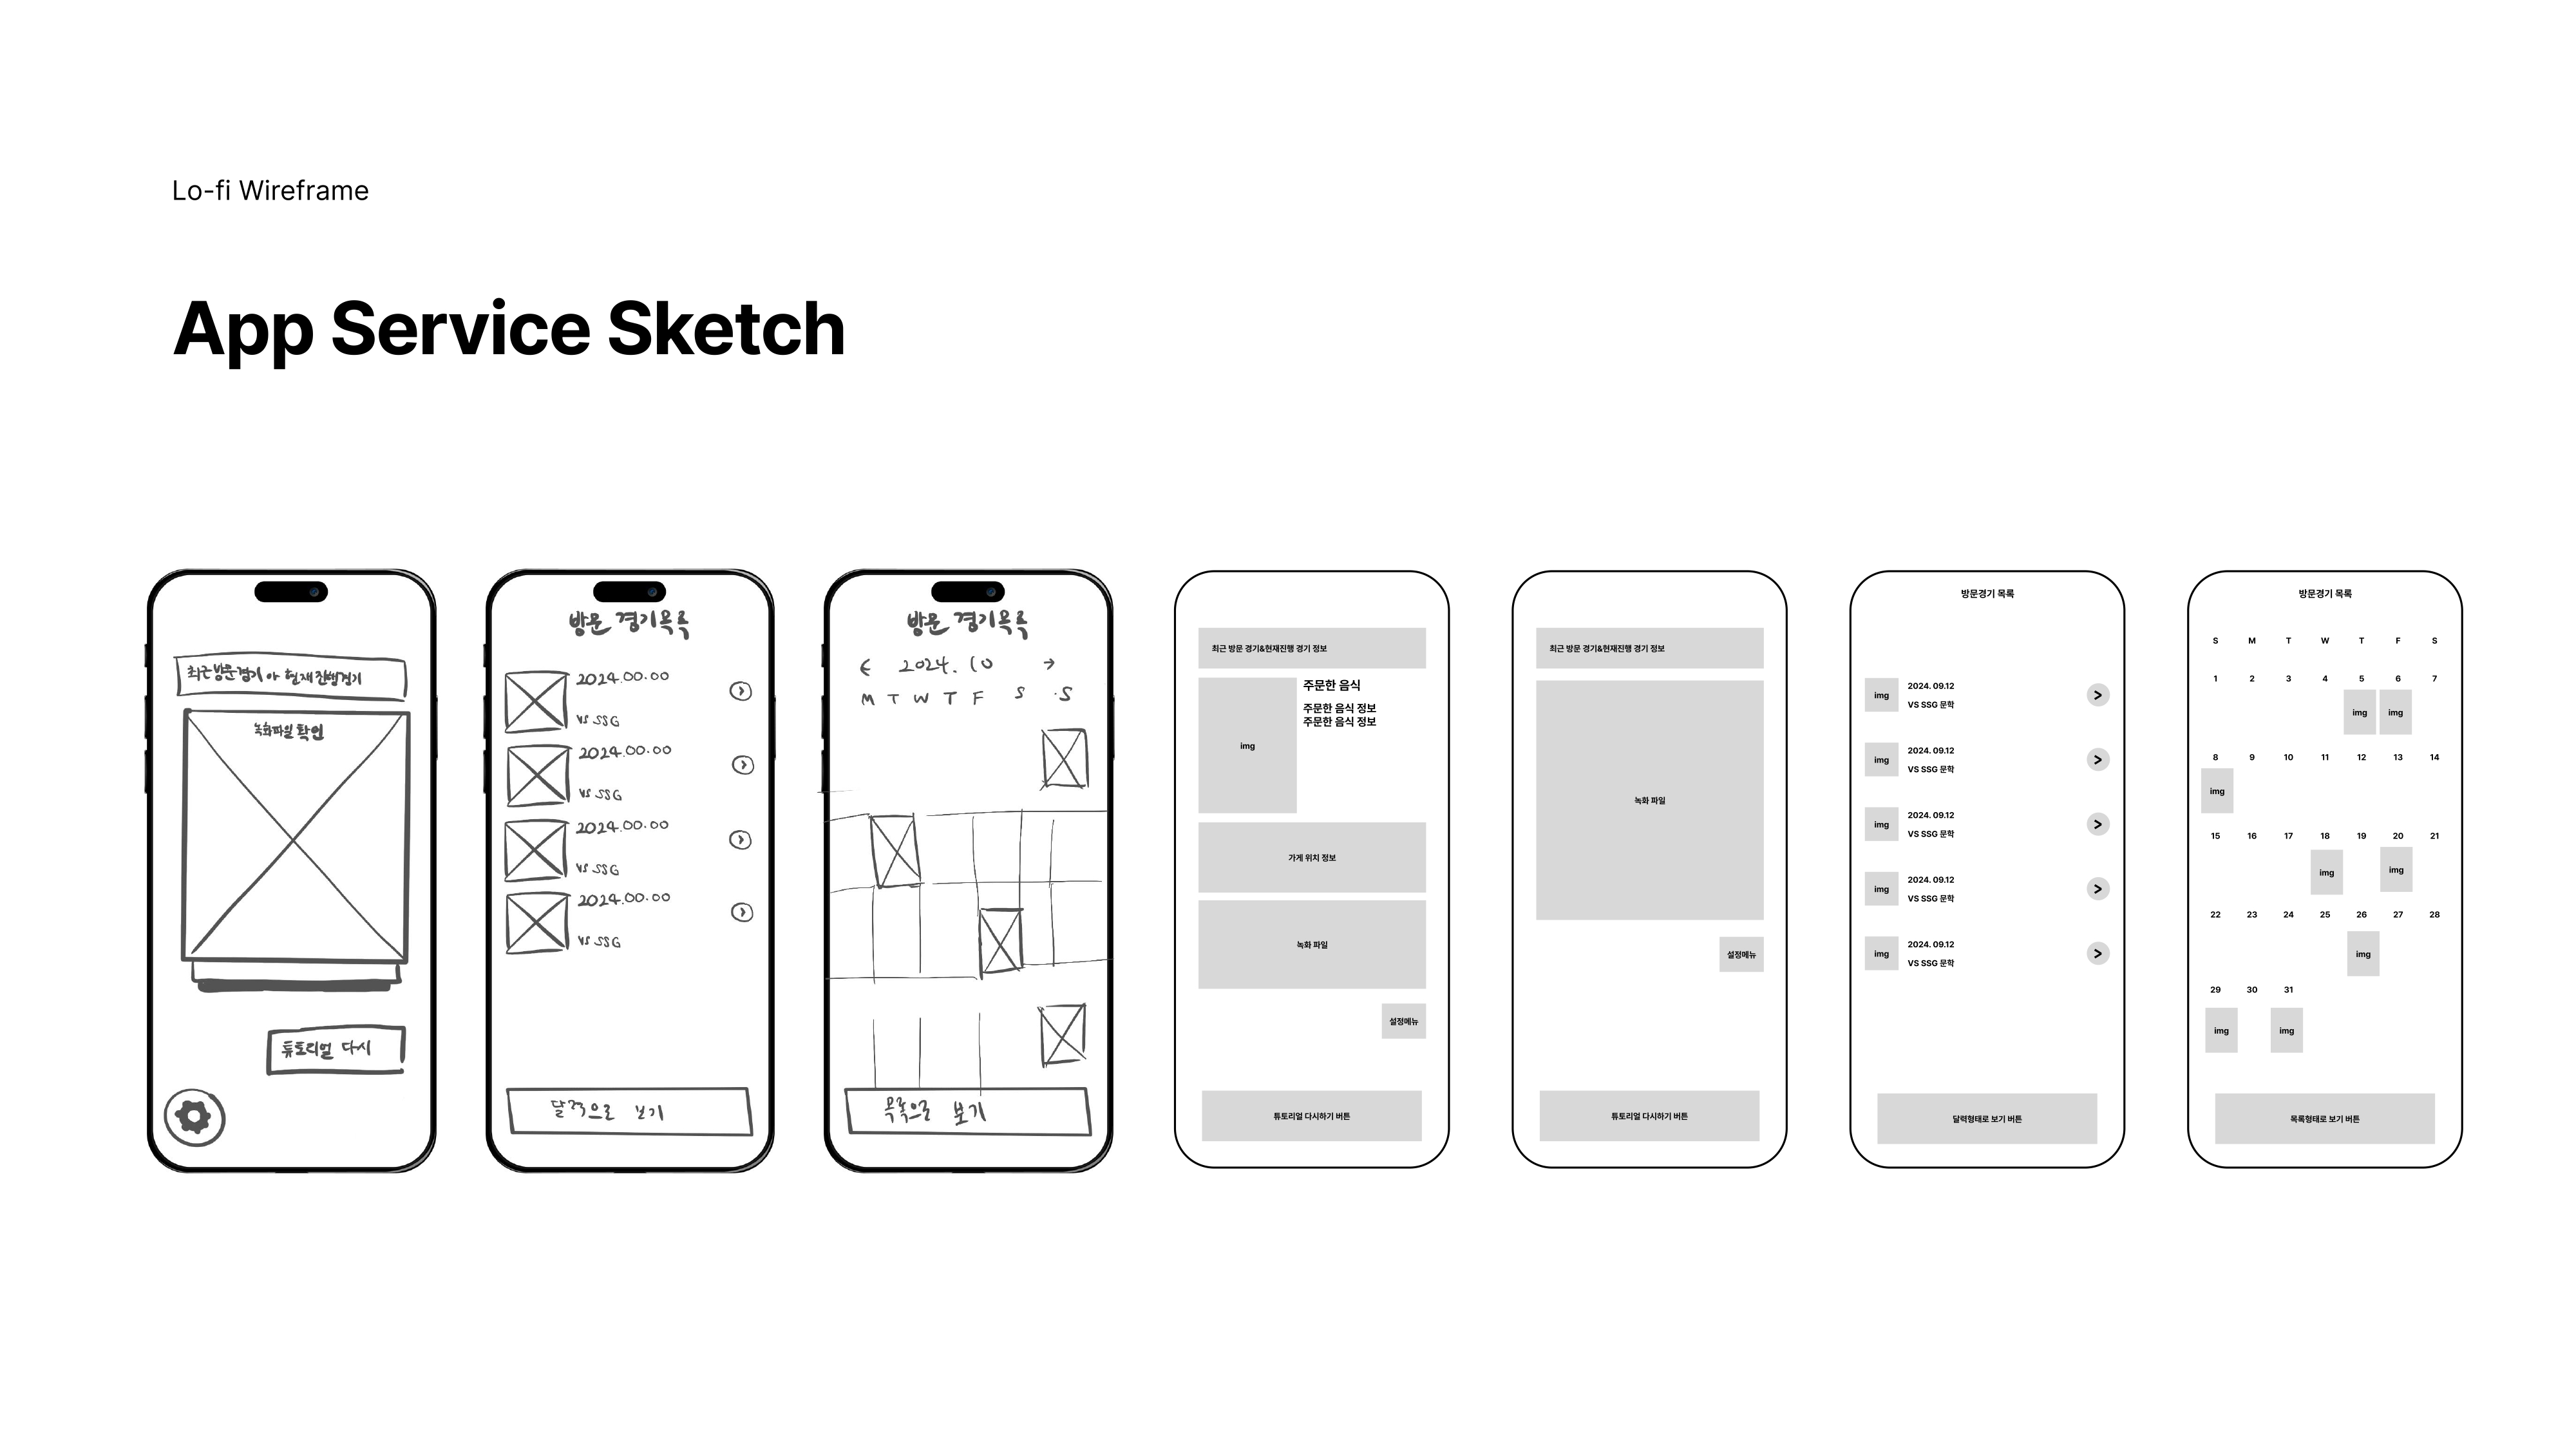 Lo-fi Wireframe
App Service Sketch
최근방문경기 아 현재진행경기
녹화파일 확인
튜토리얼 다시
방문 경기목록
2024.00.00
VS SSG
2024.00.00
VS SSG
2024.00.00
VS SSG
2024.00.00
VS SSG
달력으로 보기
방문 경기목록
← 2024. 10 →
M T W T F S S
목록으로 보기
최근 방문 경기&현재진행 경기 정보
img
주문한 음식
주문한 음식 정보
주문한 음식 정보
가게 위치 정보
녹화 파일
설정메뉴
튜토리얼 다시하기 버튼
최근 방문 경기&현재진행 경기 정보
녹화 파일
설정메뉴
튜토리얼 다시하기 버튼
방문경기 목록
img
2024. 09.12
VS SSG 문학
>
img
2024. 09.12
VS SSG 문학
>
img
2024. 09.12
VS SSG 문학
>
img
2024. 09.12
VS SSG 문학
>
img
2024. 09.12
VS SSG 문학
>
달력형태로 보기 버튼
방문경기 목록
S M T W T F S
1 2 3 4 5 6 7
img img
8 9 10 11 12 13 14
img
15 16 17 18 19 20 21
img img
22 23 24 25 26 27 28
img
29 30 31
img img
목록형태로 보기 버튼